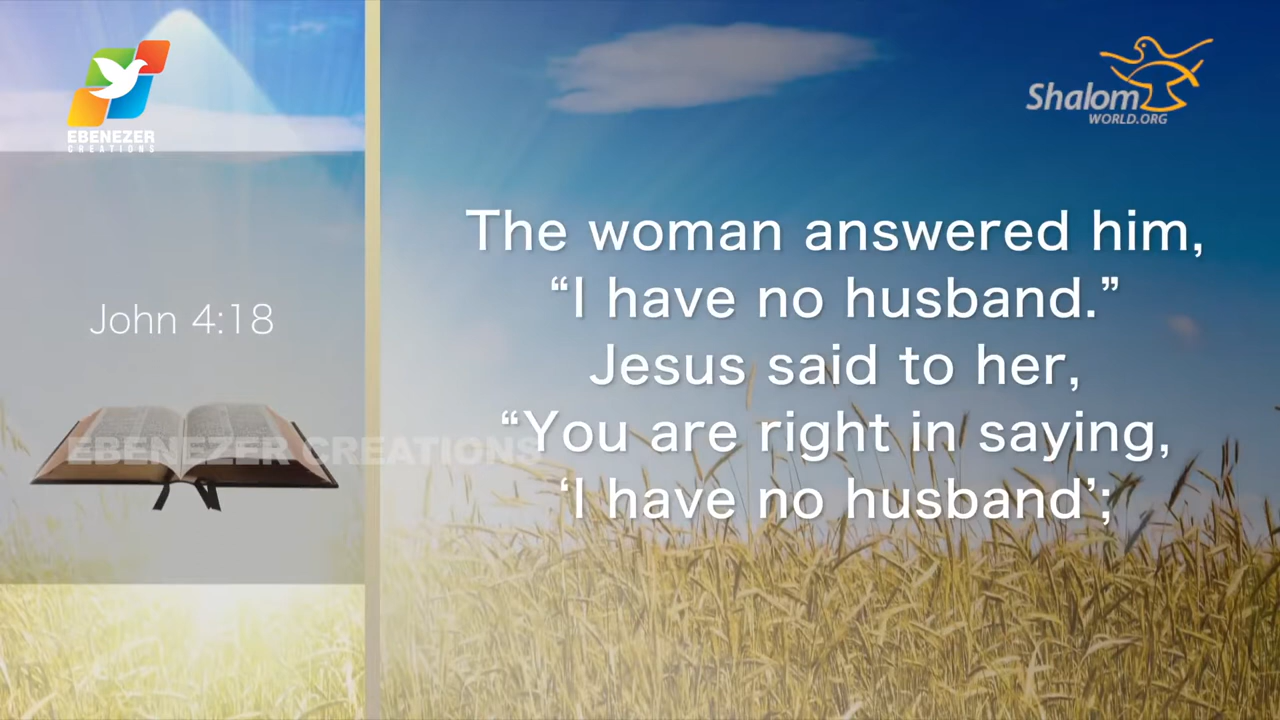 EBENEZER
CREATIONS
Shalom
WORLD.ORG
John 4:18
EBENEZER CREATIONS
The woman answered him,
“I have no husband.”
Jesus said to her,
“You are right in saying,
‘I have no husband’;